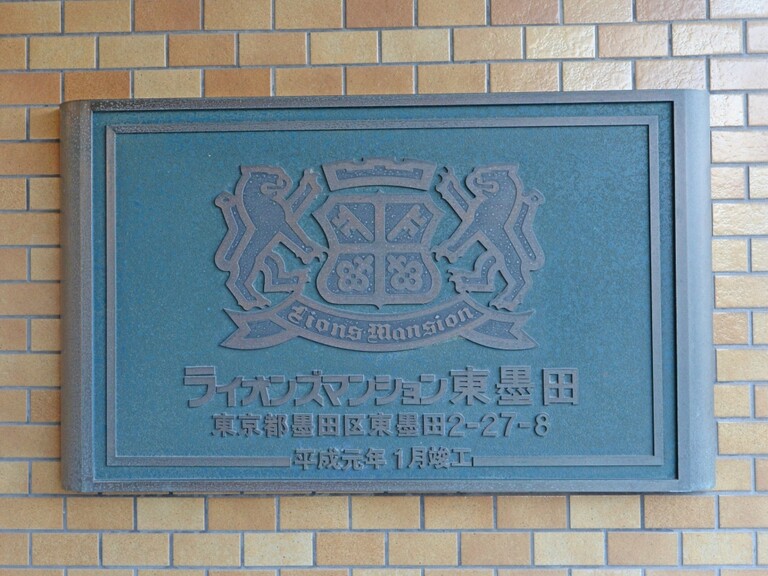 Lions Mansion
ライオンズマンション東墨田
東京都墨田区東墨田2-27-8
平成元年1月竣工